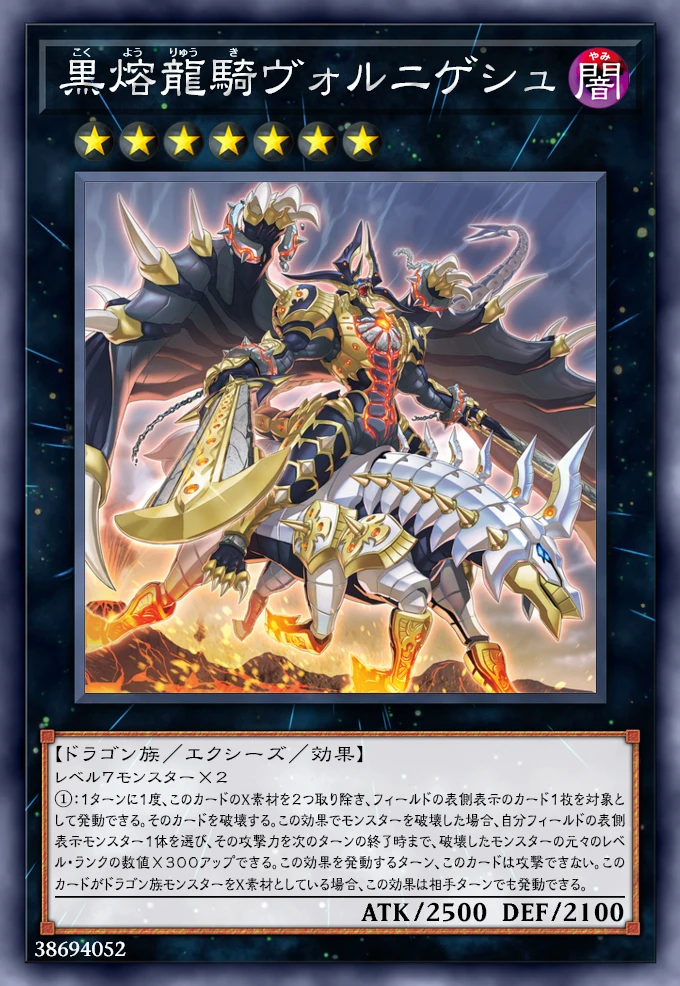 こく よう りゅう き
黒熔龍騎ヴォルニゲシュ
やみ
闇
【ドラゴン族／エクシーズ／効果】
レベル7モンスター×2
①：1ターンに1度、このカードのX素材を2つ取り除き、フィールドの表側表示のカード1枚を対象と
して発動できる。そのカードを破壊する。この効果でモンスターを破壊した場合、自分フィールドの表側
表示モンスター1体を選び、その攻撃力を次のターンの終了時まで、破壊したモンスターの元々のレベ
ル・ランクの数値×300アップできる。この効果を発動するターン、このカードは攻撃できない。この
カードがドラゴン族モンスターをX素材としている場合、この効果は相手ターンでも発動できる。
ATK/2500 DEF/2100
38694052